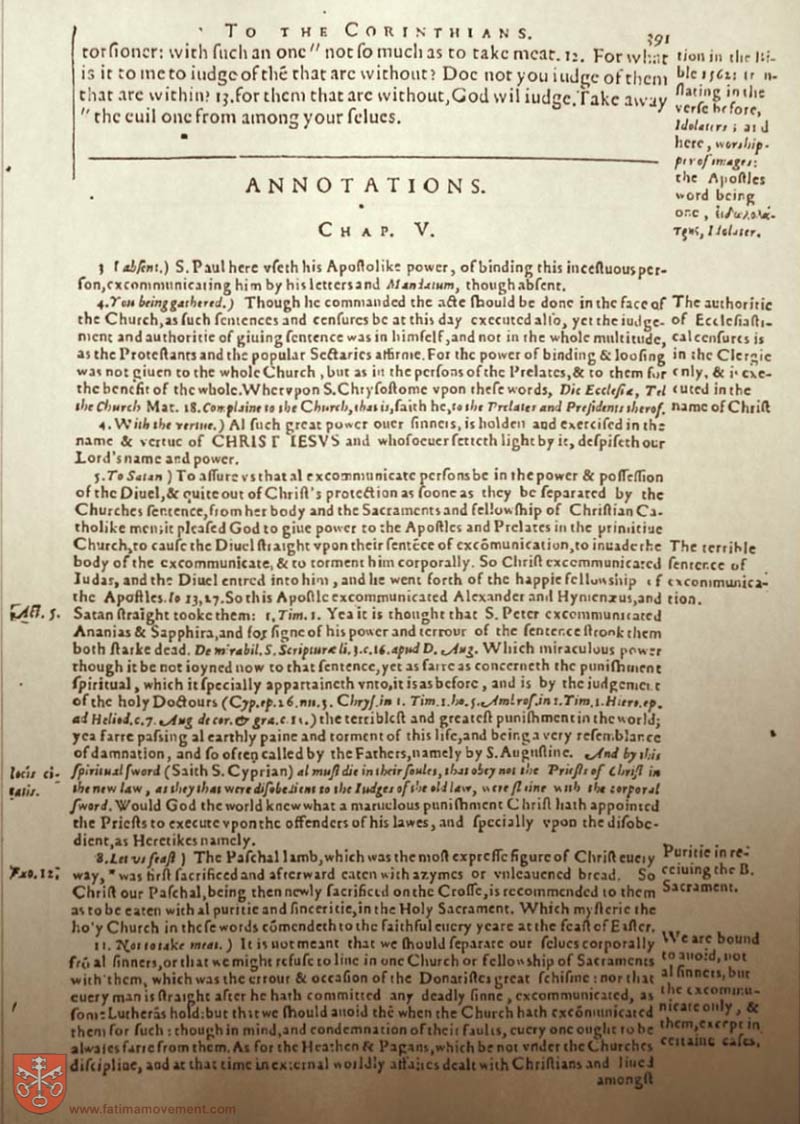 TO THE CORINTHIANS.
391
torsioner: with ſuch an one" not ſo much as to take meat. 12. For what
is it to me to iudge of thẽ that are without? Doe not you iudge of them
that are within? 13. for them that are without, God wil iudge. Take away
" the euil one from among your ſelues.
tion in the Bi-
ble 1562: tr n-
ſlating in the
verſe before,
Idolaters; and
here, worship-
per of images:
the Apoſtles
word being
one, εἰδωλολά-
τρης, Idolater.
ANNOTATIONS.
CHAP. V.
3 I abſent.) S. Paul here vſeth his Apoſtolike power, of binding this inceſtuous per-
ſon, excommunicating him by his letters and Mandatum, though abſent.
4. You being gathered.) Though he commanded the acte ſhould be done in the face of
the Church, as ſuch ſentences and cenſures be at this day executed alſo, yet the iudge-
ment and authoritie of giuing ſentence was in himſelf, and not in the whole multitude,
as the Proteſtants and the popular Sectaries affirme. For the power of binding & looſing
was not giuen to the whole Church, but as in the perſons of the Prelates, & to them for
the benefit of the whole. Wherevpon S. Chryſoſtome vpon theſe words, Dic Eccleſiæ, Tel
the Church Mat. 18. Complaine to the Church, that is, ſaith he, to the Prelates and Preſidents therof.
The authoritie
of Eccleſiaſti-
cal cenſures is
in the Clergie
only, & is exe-
cuted in the
name of Chriſt
4. With the vertue.) Al ſuch great power ouer ſinners, is holden and exerciſed in the
name & vertue of CHRIST IESVS and whoſoeuer ſetteth light by it, deſpiſeth our
Lord's name and power.
5. To Satan) To aſſure vs that al excommunicate perſons be in the power & poſſeſſion
of the Diuel, & quite out of Chriſt's protection as ſoone as they be ſeparated by the
Churches ſentence, from her body and the Sacraments and fellowſhip of Chriſtian Ca-
tholike men; it pleaſed God to giue power to the Apoſtles and Prelates in the primitiue
Church, to cauſe the Diuel ſtraight vpon their ſentẽce of excõmunication, to inuade the
body of the excommunicate, & to torment him corporally. So Chriſt excommunicated
Iudas, and the Diuel entred into him, and he went forth of the happie fellowship of
the Apoſtles. Io 13, 27. So this Apoſtle excommunicated Alexander and Hymenæus, and
The terrible
ſentence of
excommunica-
tion.
Act. 5.
Satan ſtraight tooke them: 1, Tim. 1. Yea it is thought that S. Peter excommunicated
Ananias & Sapphira, and for ſigne of his power and terrour of the ſentence ſtrook them
both ſtarke dead. De mirabil. S. Scripturæ li. 3. c. 16. apud D. Aug. Which miraculous power
though it be not ioyned now to that ſentence, yet as farre as concerneth the puniſhment
ſpiritual, which it ſpecially appartaineth vnto, it is as before, and is by the iudgement
of the holy Doctours (Cyp. ep. 26. nu. 3. Chryſ. in 1. Tim. 1. ho. 5. Ambroſ. in 1. Tim. 1. Hiero. ep.
ad Heliod. c. 7. Aug de cor. & gra. c. 15.) the terribleſt and greateſt puniſhment in the world;
yea farre paſsing al earthly paine and torment of this life, and being a very reſemblance
of damnation, and ſo often called by the Fathers, namely by S. Auguſtine. And by this
locis ci-
tatis.
ſpiritual ſword (Saith S. Cyprian) al muſt die in their ſoules, that obey not the Prieſts of Chriſt in
the new law, as they that were diſobedient to the Iudges of the old law, were ſlaine with the corporal
ſword. Would God the world knew what a maruelous puniſhment Chriſt hath appointed
the Prieſts to execute vpon the offenders of his lawes, and ſpecially vpon the diſobe-
dient, as Heretikes namely.
8. Let vs feaſt) The Paſchal lamb, which was the moſt expreſſe figure of Chriſt euery
Exo. 12;
way, * was firſt ſacrificed and afterward eaten with azymes or vnleauened bread. So
Chriſt our Paſchal, being then newly ſacrificed on the Croſſe, is recommended to them
as to be eaten with al puritie and ſinceritie, in the Holy Sacrament. Which myſterie the
holy Church in theſe words cõmendeth to the faithful euery yeare at the feaſt of Eaſter.
Puritie in re-
ceiuing the B.
Sacrament.
11. Not to take meat.) It is not meant that we ſhould ſeparate our ſelues corporally
frõ al ſinners, or that we might refuſe to liue in one Church or fellowship of Sacraments
with them, which was the errour & occaſion of the Donatiſtes great ſchiſme: nor that
euery man is ſtraight after he hath committed any deadly ſinne, excommunicated, as
ſome Lutherãs hold: but that we ſhould auoid thẽ when the Church hath excõmunicated
them for ſuch: though in mind, and condemnation of their faults, euery one ought to be
alwaies farre from them. As for the Heathen & Pagans, which be not vnder the Churches
diſcipline, and at that time in external worldly affaires dealt with Chriſtians and liued
amongſt
We are bound
to auoid, not
al ſinners, but
the excommu-
nicate only, &
them, except in
certaine caſes.
www.fatimamovement.com